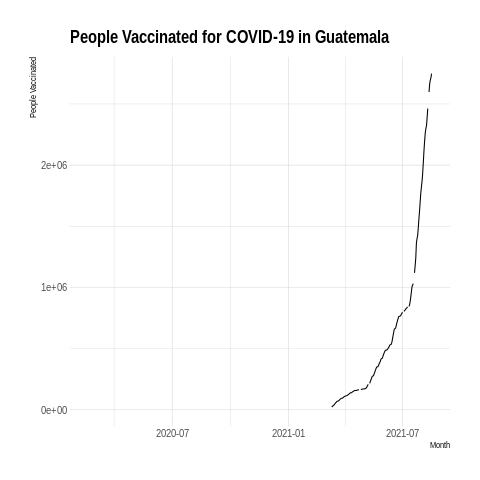 People Vaccinated for COVID-19 in Guatemala
People Vaccinated
2e+06
1e+06
0e+00
2020-07
2021-01
2021-07
Month